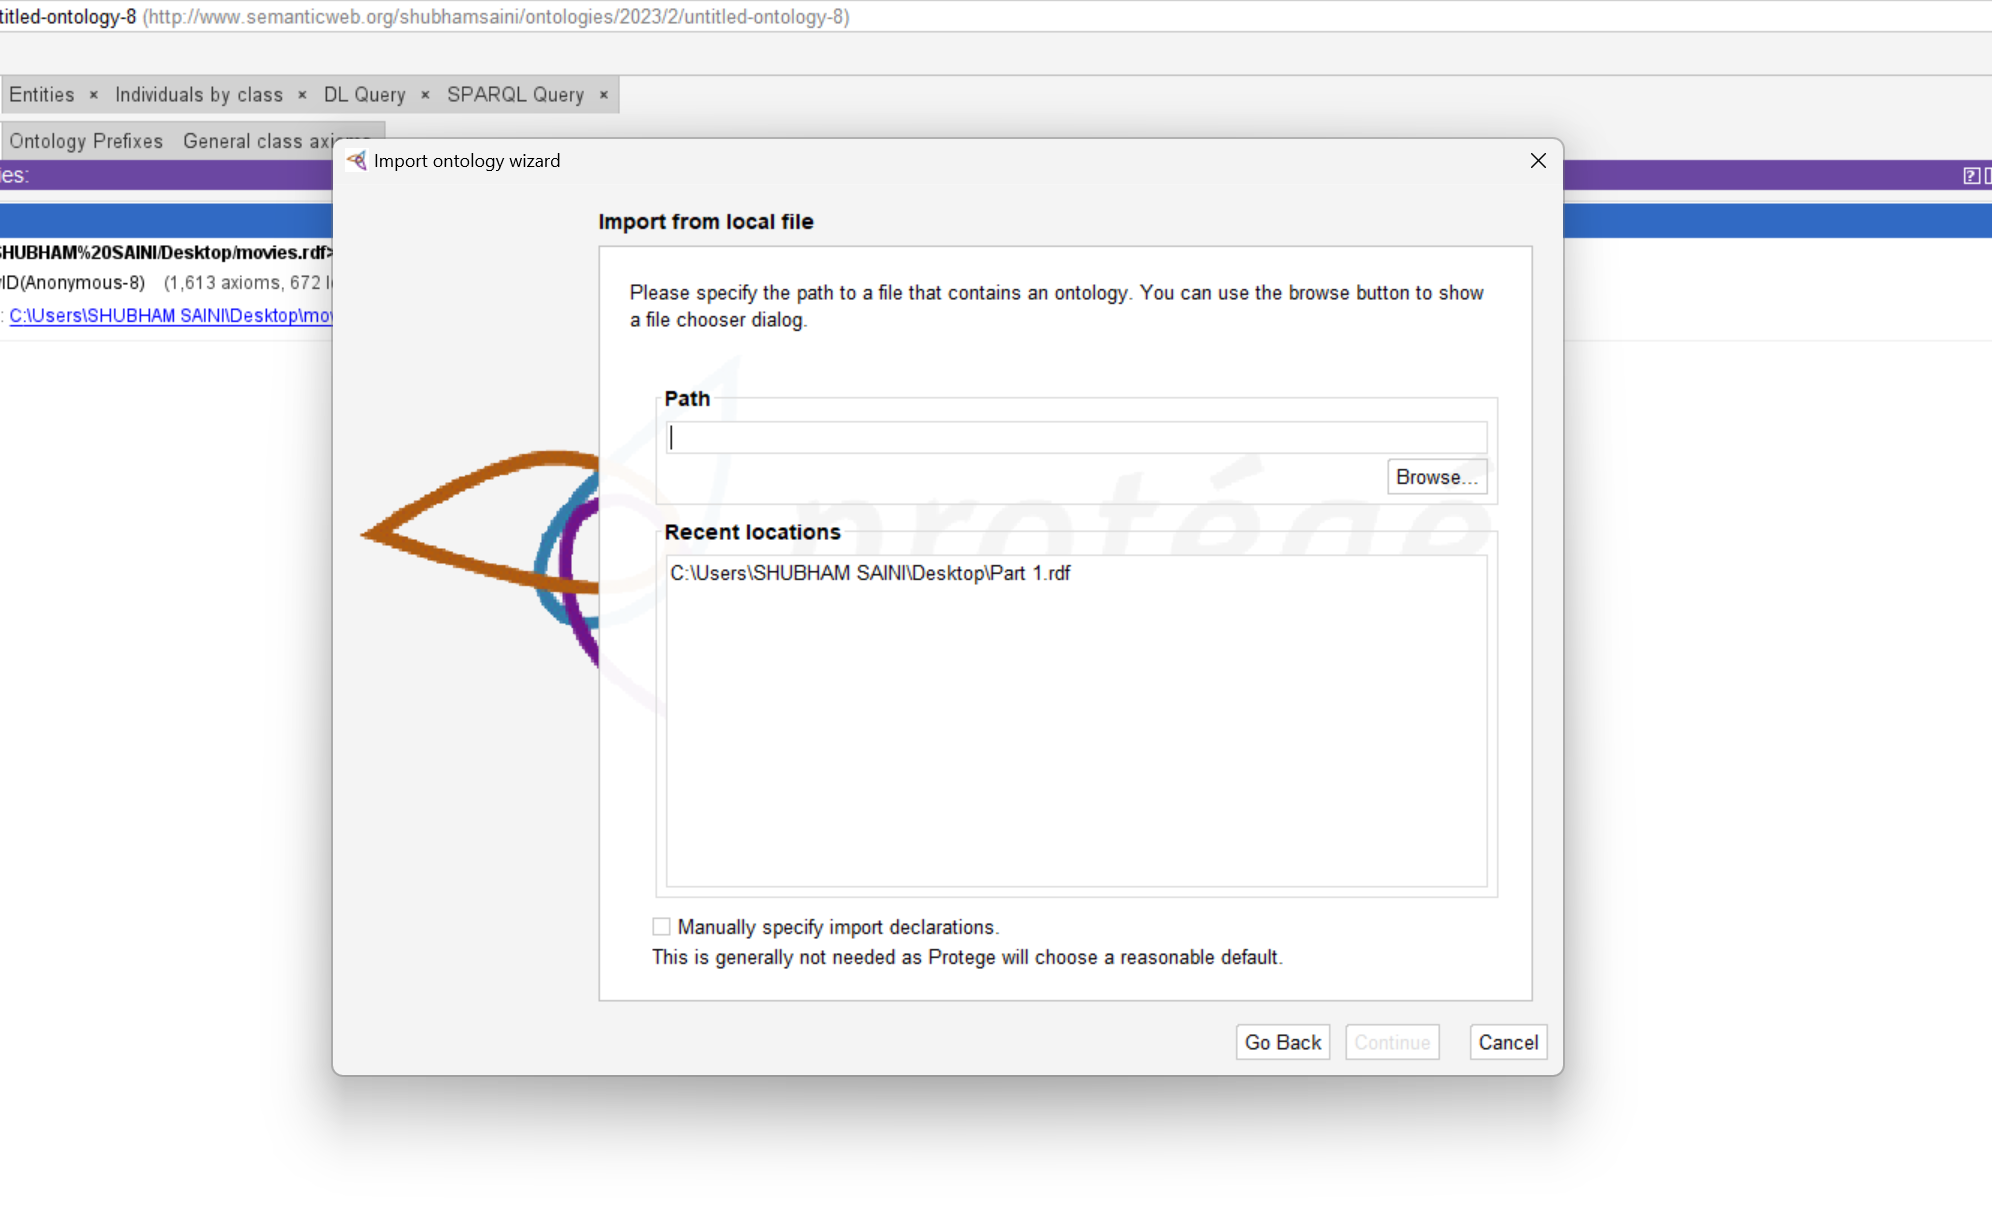 titled-ontology-8 (http://www.semanticweb.org/shubhamsaini/ontologies/2023/2/untitled-ontology-8)
Entities × Individuals by class × DL Query × SPARQL Query ×
Ontology Prefixes General class axioms
ies:
SHUBHAM%20SAINI/Desktop/movies.rdf>
ID(Anonymous-8) (1,613 axioms, 672 l
: C:\Users\SHUBHAM SAINI\Desktop\mov
Import ontology wizard
Import from local file
Please specify the path to a file that contains an ontology. You can use the browse button to show
a file chooser dialog.
Path
Browse...
protégé
Recent locations
C:\Users\SHUBHAM SAINI\Desktop\Part 1.rdf
Manually specify import declarations.
This is generally not needed as Protege will choose a reasonable default.
Go Back Continue Cancel